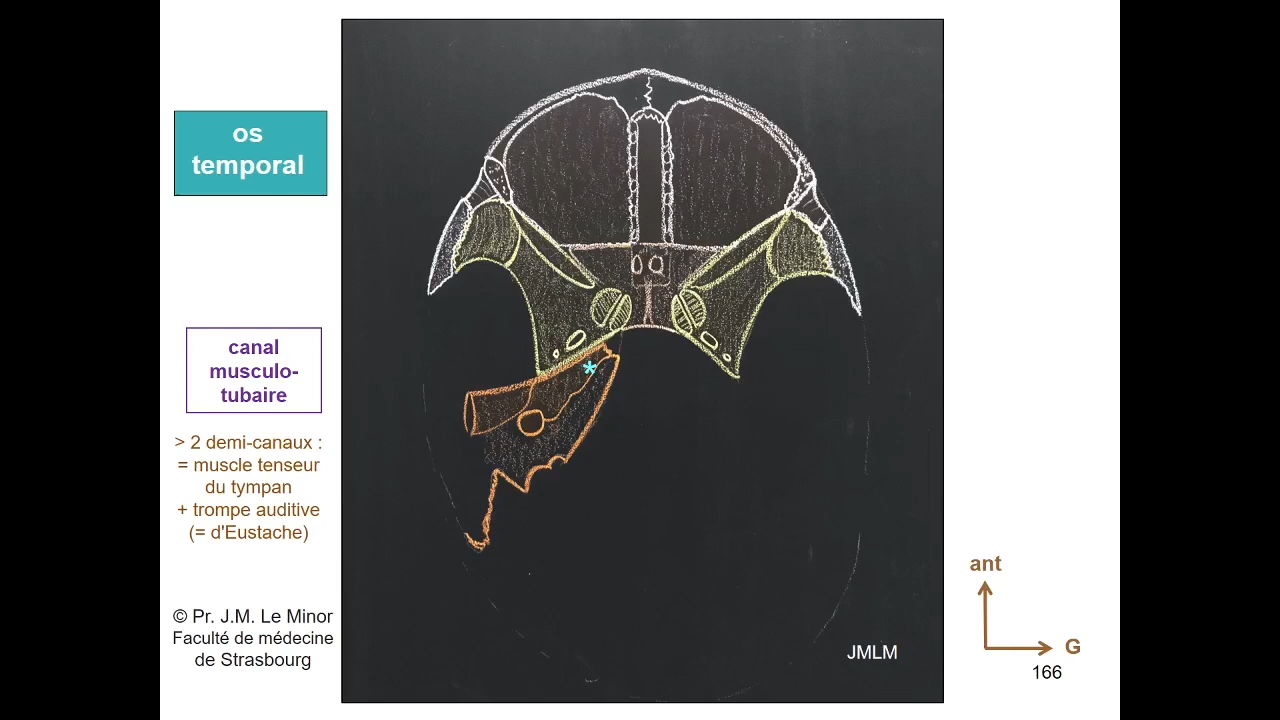 os
temporal
canal
musculo-
tubaire
> 2 demi-canaux :
= muscle tenseur
du tympan
+ trompe auditive
(= d'Eustache)
© Pr. J.M. Le Minor
Faculté de médecine
de Strasbourg
*
JMLM
ant
G
166